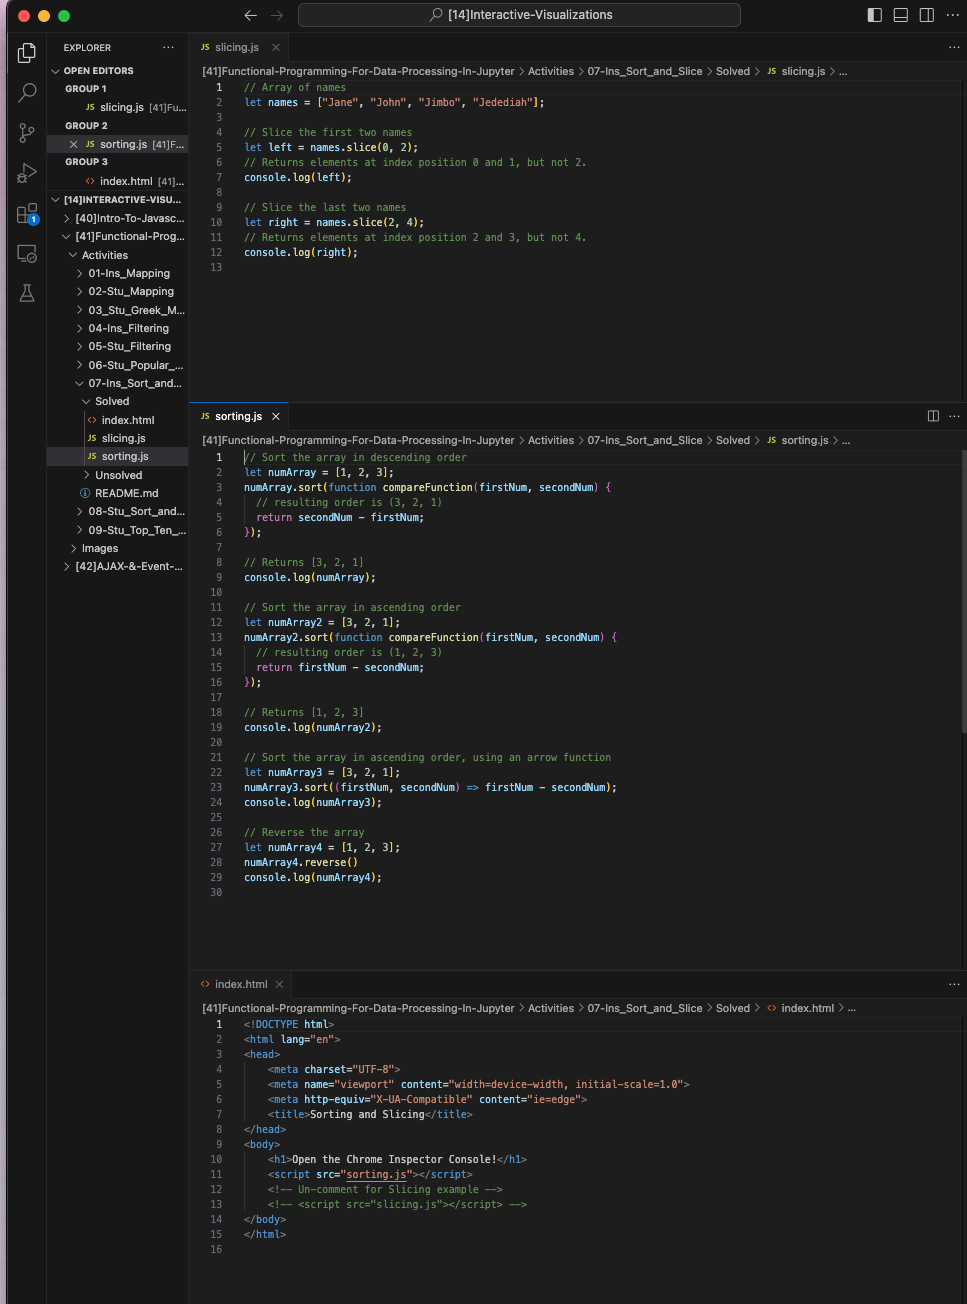 [14]Interactive-Visualizations
EXPLORER
OPEN EDITORS
GROUP 1
JS slicing.js [41]Fu...
GROUP 2
JS sorting.js [41]F...
GROUP 3
<> index.html [41]...
[14]INTERACTIVE-VISU...
[40]Intro-To-Javasc...
[41]Functional-Prog...
Activities
01-Ins_Mapping
02-Stu_Mapping
03_Stu_Greek_M...
04-Ins_Filtering
05-Stu_Filtering
06-Stu_Popular_...
07-Ins_Sort_and...
Solved
<> index.html
JS slicing.js
JS sorting.js
Unsolved
README.md
08-Stu_Sort_and...
09-Stu_Top_Ten_...
Images
[42]AJAX-&-Event-...
1
JS slicing.js
[41]Functional-Programming-For-Data-Processing-In-Jupyter > Activities > 07-Ins_Sort_and_Slice > Solved > JS slicing.js > ...
1 // Array of names
2 let names = ["Jane", "John", "Jimbo", "Jedediah"];
3
4 // Slice the first two names
5 let left = names.slice(0, 2);
6 // Returns elements at index position 0 and 1, but not 2.
7 console.log(left);
8
9 // Slice the last two names
10 let right = names.slice(2, 4);
11 // Returns elements at index position 2 and 3, but not 4.
12 console.log(right);
13
JS sorting.js
[41]Functional-Programming-For-Data-Processing-In-Jupyter > Activities > 07-Ins_Sort_and_Slice > Solved > JS sorting.js > ...
1 // Sort the array in descending order
2 let numArray = [1, 2, 3];
3 numArray.sort(function compareFunction(firstNum, secondNum) {
4 // resulting order is (3, 2, 1)
5 return secondNum - firstNum;
6 });
7
8 // Returns [3, 2, 1]
9 console.log(numArray);
10
11 // Sort the array in ascending order
12 let numArray2 = [3, 2, 1];
13 numArray2.sort(function compareFunction(firstNum, secondNum) {
14 // resulting order is (1, 2, 3)
15 return firstNum - secondNum;
16 });
17
18 // Returns [1, 2, 3]
19 console.log(numArray2);
20
21 // Sort the array in ascending order, using an arrow function
22 let numArray3 = [3, 2, 1];
23 numArray3.sort((firstNum, secondNum) => firstNum - secondNum);
24 console.log(numArray3);
25
26 // Reverse the array
27 let numArray4 = [1, 2, 3];
28 numArray4.reverse()
29 console.log(numArray4);
30
<> index.html
[41]Functional-Programming-For-Data-Processing-In-Jupyter > Activities > 07-Ins_Sort_and_Slice > Solved > <> index.html > ...
1 <!DOCTYPE html>
2 <html lang="en">
3 <head>
4 <meta charset="UTF-8">
5 <meta name="viewport" content="width=device-width, initial-scale=1.0">
6 <meta http-equiv="X-UA-Compatible" content="ie=edge">
7 <title>Sorting and Slicing</title>
8 </head>
9 <body>
10 <h1>Open the Chrome Inspector Console!</h1>
11 <script src="sorting.js"></script>
12 <!-- Un-comment for Slicing example -->
13 <!-- <script src="slicing.js"></script> -->
14 </body>
15 </html>
16